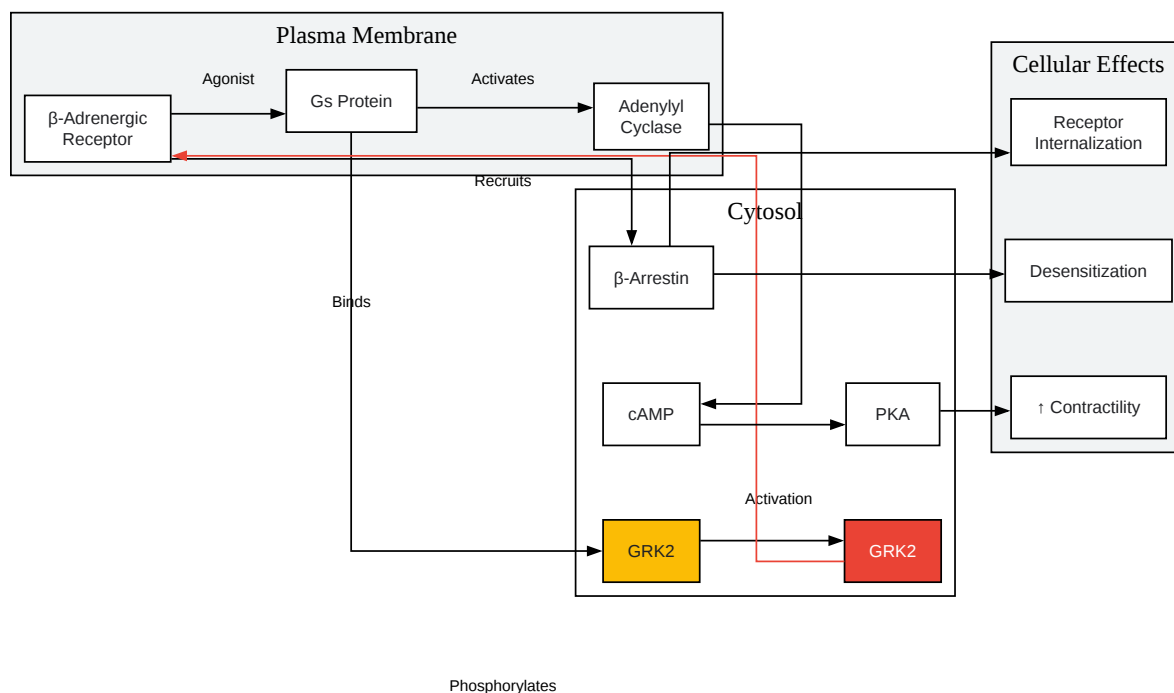 Plasma Membrane
Agonist
Activates
β-Adrenergic
Receptor
Gs Protein
Adenylyl
Cyclase
Recruits
Cellular Effects
Receptor
Internalization
Cytosol
β-Arrestin
Desensitization
Binds
cAMP
PKA
↑ Contractility
Activation
GRK2
GRK2
Phosphorylates